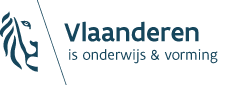 Vlaanderen
is onderwijs & vorming